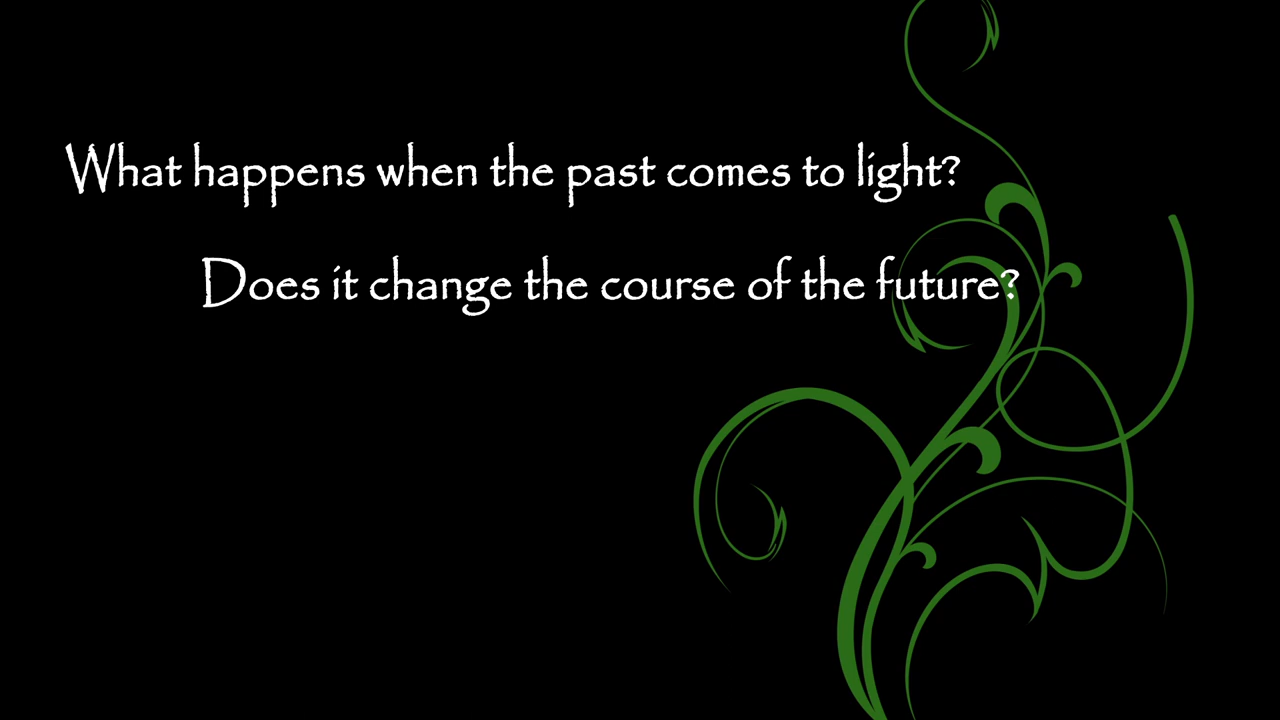 What happens when the past comes to light?
Does it change the course of the future?